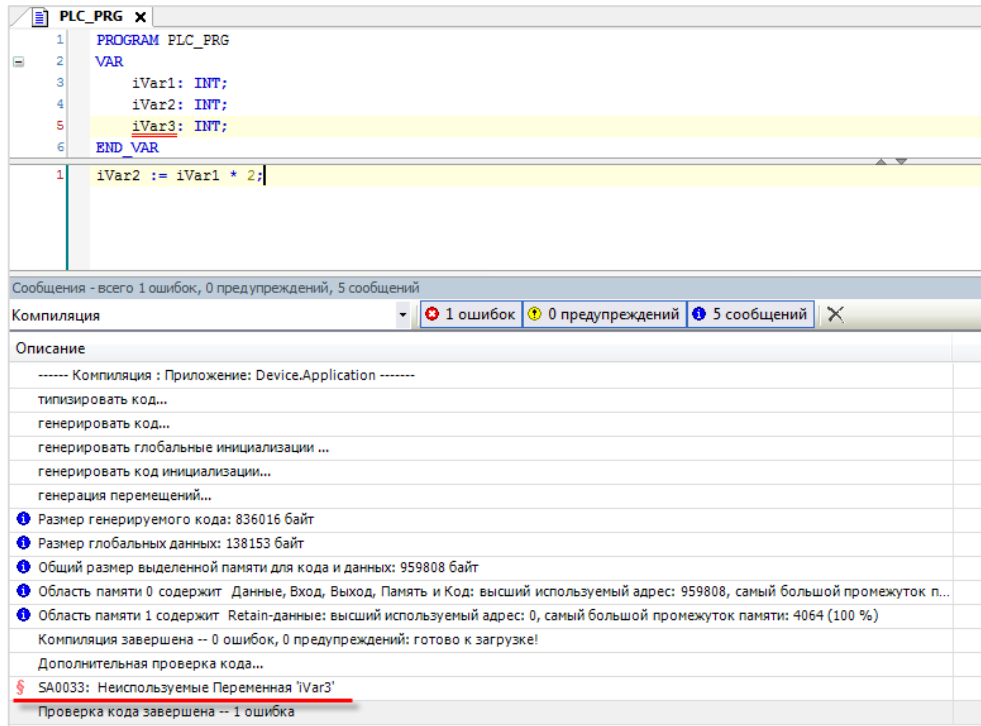 PLC_PRG X
1 PROGRAM PLC_PRG
2 VAR
3 iVar1: INT;
4 iVar2: INT;
5 iVar3: INT;
6 END_VAR
1 iVar2 := iVar1 * 2;
Сообщения - всего 1 ошибок, 0 предупреждений, 5 сообщений
Компиляция 1 ошибок 0 предупреждений 5 сообщений
Описание
------ Компиляция : Приложение: Device.Application -------
типизировать код...
генерировать код...
генерировать глобальные инициализации ...
генерировать код инициализации...
генерация перемещений...
Размер генерируемого кода: 836016 байт
Размер глобальных данных: 138153 байт
Общий размер выделенной памяти для кода и данных: 959808 байт
Область памяти 0 содержит Данные, Вход, Выход, Память и Код: высший используемый адрес: 959808, самый большой промежуток п...
Область памяти 1 содержит Retain-данные: высший используемый адрес: 0, самый большой промежуток памяти: 4064 (100 %)
Компиляция завершена -- 0 ошибок, 0 предупреждений: готово к загрузке!
Дополнительная проверка кода...
§ SA0033: Неиспользуемые Переменная 'iVar3'
Проверка кода завершена -- 1 ошибка